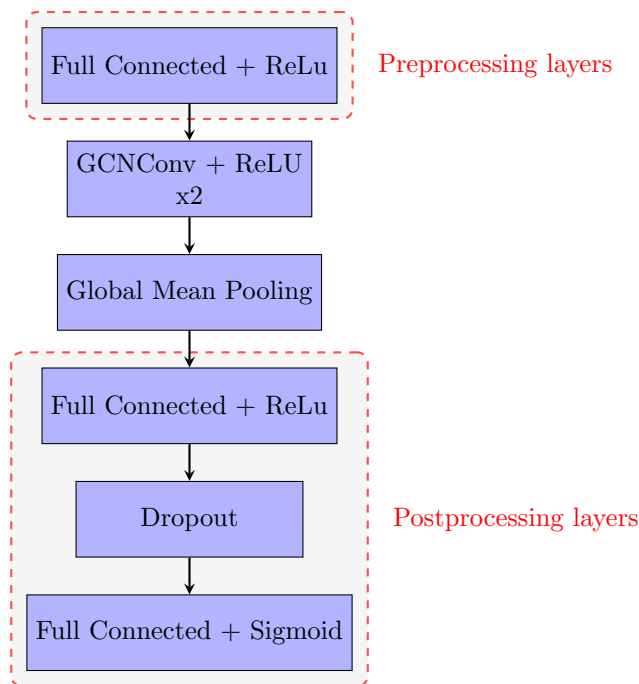 Full Connected + ReLu
Preprocessing layers
GCNConv + ReLU
x2
Global Mean Pooling
Full Connected + ReLu
Dropout
Postprocessing layers
Full Connected + Sigmoid